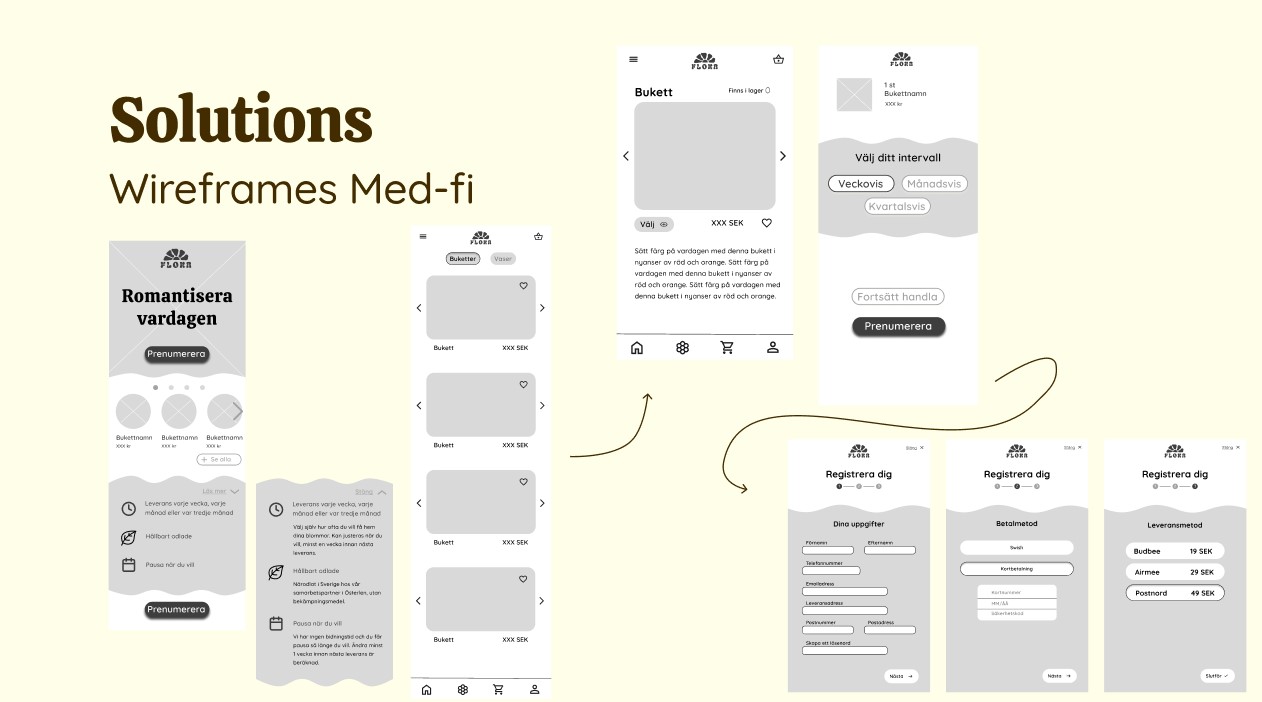 Solutions
Wireframes Med-fi
FLORA
Romantisera
vardagen
Prenumerera
Bukettnamn
XXX kr
Bukettnamn
XXX kr
Bukettnamn
XXX kr
+ Se alla
Läs mer
Leverans varje vecka, varje
månad eller var tredje månad
Hållbart odlade
Pausa när du vill
Prenumerera
Stäng
Leverans varje vecka, varje
månad eller var tredje månad
Välj själv hur ofta du vill få hem
dina blommor. Kan justeras när du
vill, minst en vecka innan nästa
leverans.
Hållbart odlade
Närodlat i Sverige hos vår
samarbetspartner i Österlen, utan
bekämpningsmedel.
Pausa när du vill
Vi har ingen bidningstid och du får
pausa så länge du vill. Ändra minst
1 vecka innan nästa leverans är
beräknad.
FLORA
Buketter
Vaser
Bukett XXX SEK
Bukett XXX SEK
Bukett XXX SEK
Bukett XXX SEK
FLORA
Bukett
Finns i lager
Välj
XXX SEK
Sätt färg på vardagen med denna bukett i
nyanser av röd och orange. Sätt färg på
vardagen med denna bukett i nyanser av
röd och orange. Sätt färg på vardagen med
denna bukett i nyanser av röd och orange.
FLORA
1 st
Bukettnamn
XXX kr
Välj ditt intervall
Veckovis
Månadsvis
Kvartalsvis
Fortsätt handla
Prenumerera
FLORA
Stäng ×
Registrera dig
1 2 3
Dina uppgifter
Förnamn
Efternamn
Telefonnummer
Emailadress
Leveransadress
Postnummer
Postadress
Skapa ett lösenord
Nästa →
FLORA
Stäng ×
Registrera dig
1 2 3
Betalmetod
Swish
Kortbetalning
Kortnummer
MM/ÅÅ
Säkerhetskod
Nästa →
FLORA
Stäng ×
Registrera dig
1 2 3
Leveransmetod
Budbee 19 SEK
Airmee 29 SEK
Postnord 49 SEK
Slutför ✓